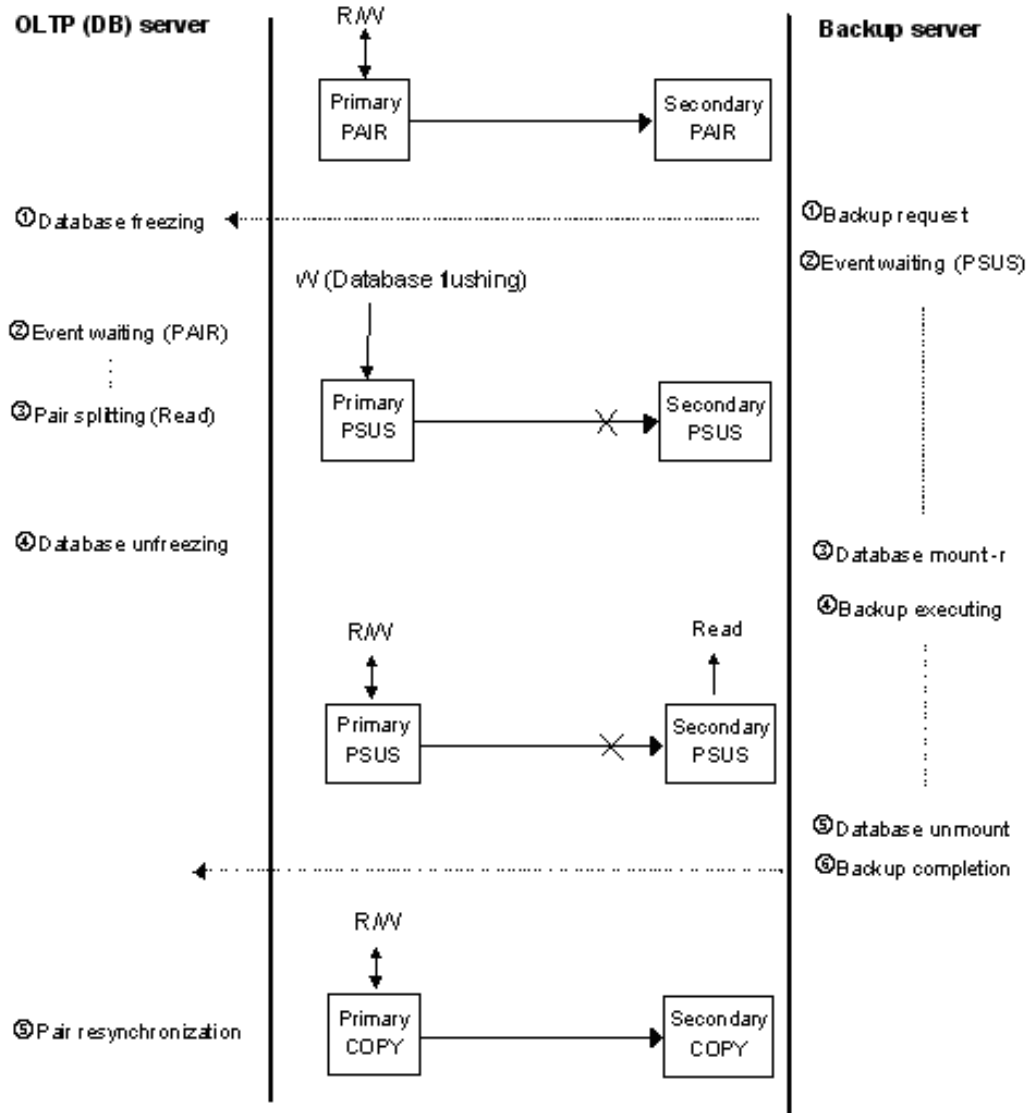 OLTP (DB) server
R/W
Backup server
Primary
PAIR
Secondary
PAIR
①Database freezing
①Backup request
②Event waiting (PSUS)
W (Database flushing)
②Event waiting (PAIR)
③Pair splitting (Read)
Primary
PSUS
Secondary
PSUS
④Database unfreezing
③Database mount -r
④Backup executing
R/W
Read
Primary
PSUS
Secondary
PSUS
⑤Database unmount
⑥Backup completion
R/W
⑤Pair resynchronization
Primary
COPY
Secondary
COPY